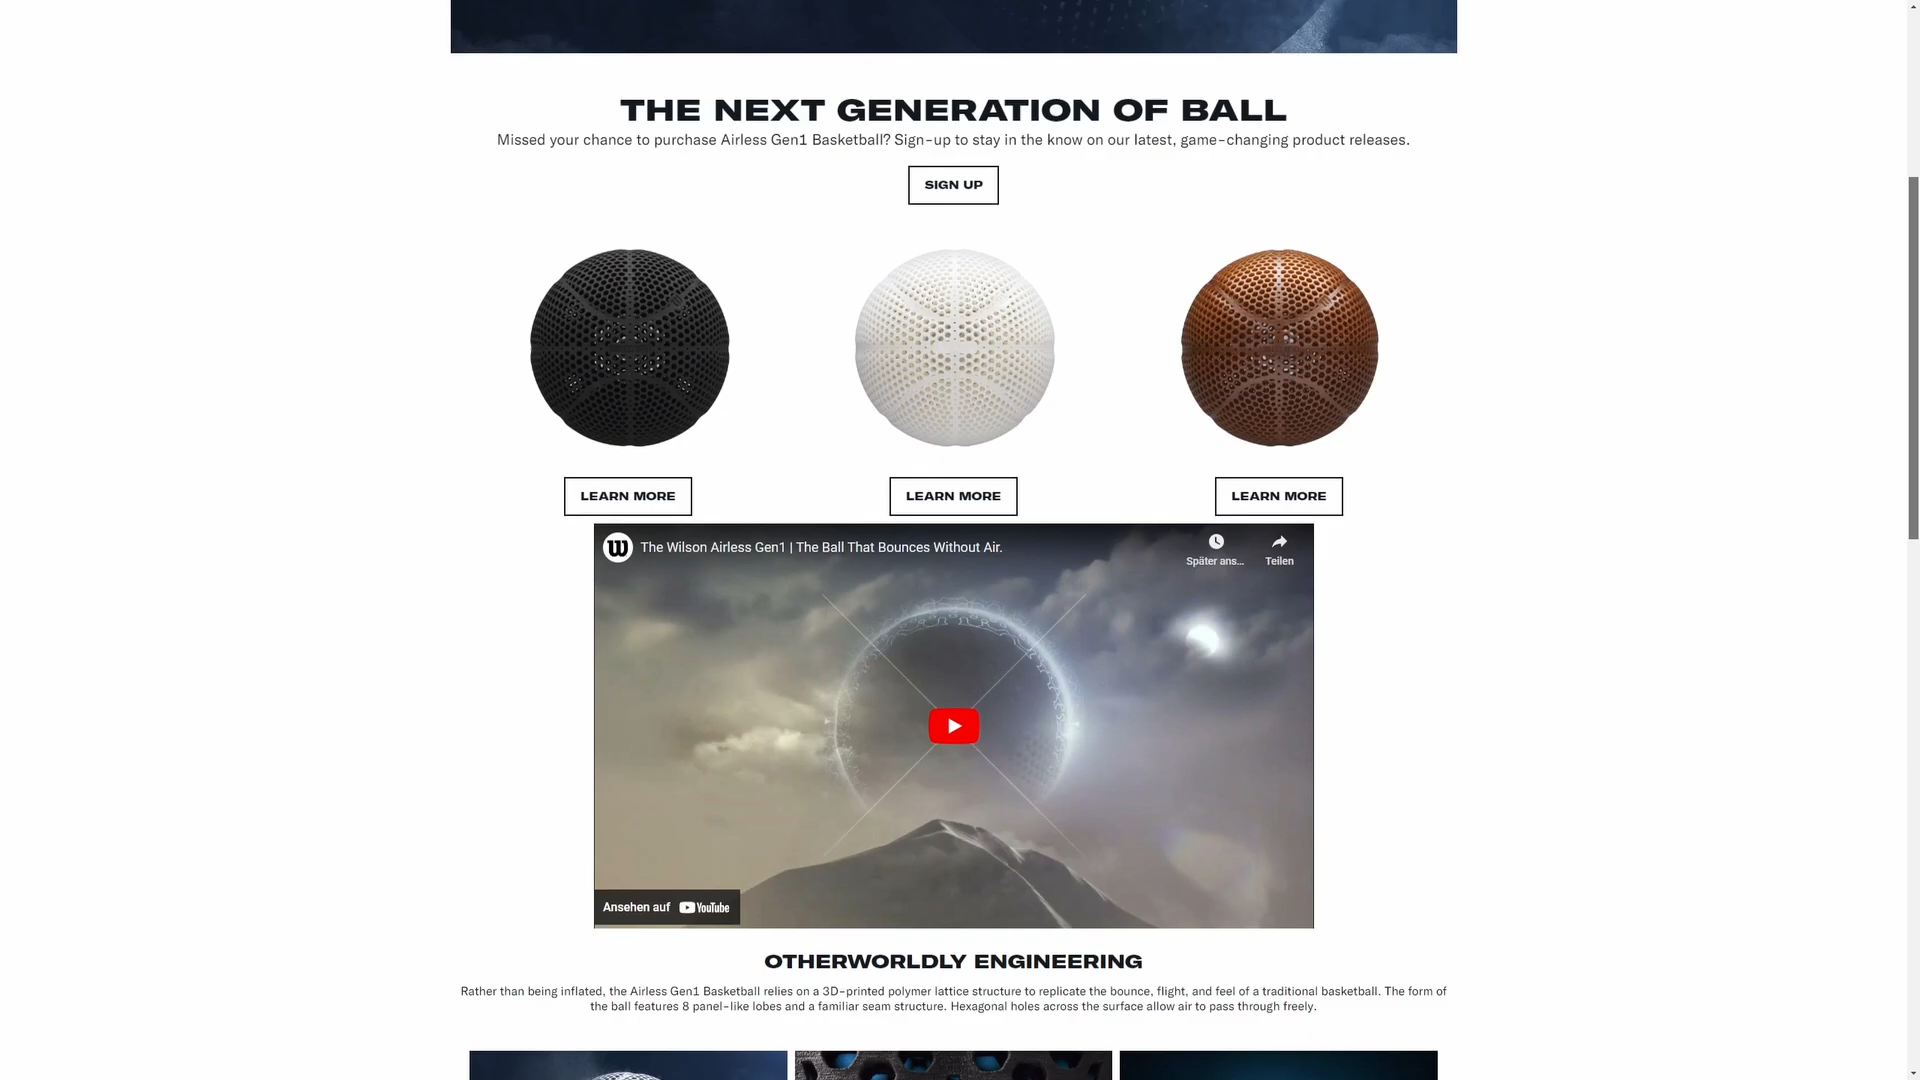 THE NEXT GENERATION OF BALL
Missed your chance to purchase Airless Gen1 Basketball? Sign-up to stay in the know on our latest, game-changing product releases.
SIGN UP
LEARN MORE
LEARN MORE
LEARN MORE
W The Wilson Airless Gen1 | The Ball That Bounces Without Air.
Später ans...
Teilen
Ansehen auf YouTube
OTHERWORLDLY ENGINEERING
Rather than being inflated, the Airless Gen1 Basketball relies on a 3D-printed polymer lattice structure to replicate the bounce, flight, and feel of a traditional basketball. The form of
the ball features 8 panel-like lobes and a familiar seam structure. Hexagonal holes across the surface allow air to pass through freely.